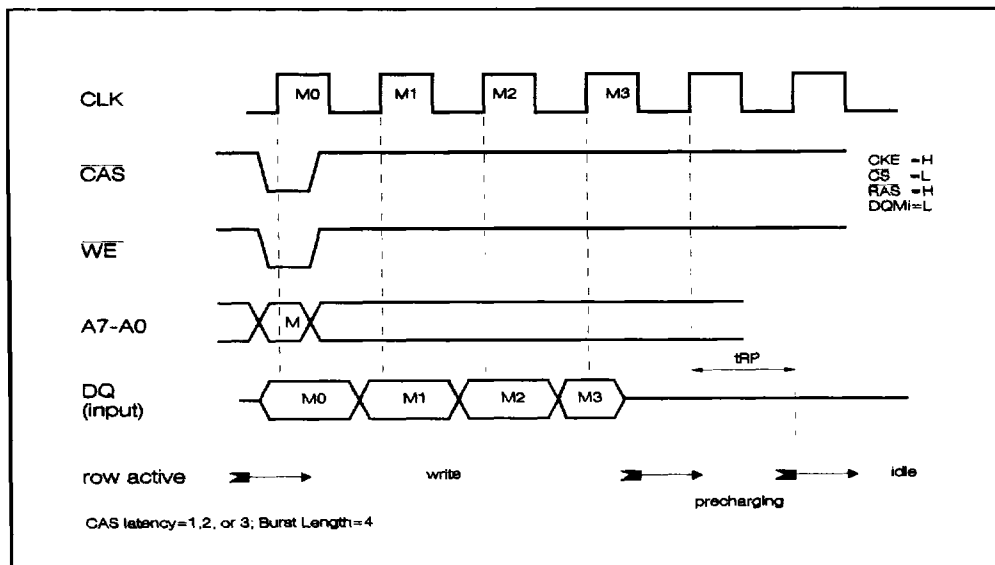 CLK M0 M1 M2 M3
CAS
CKE =H
CS =L
RAS =H
DQMi=L
WE
A7-A0 M
tRP
DQ M0 M1 M2 M3
(input)
row active write idle
precharging
CAS latency=1,2, or 3; Burst Length=4